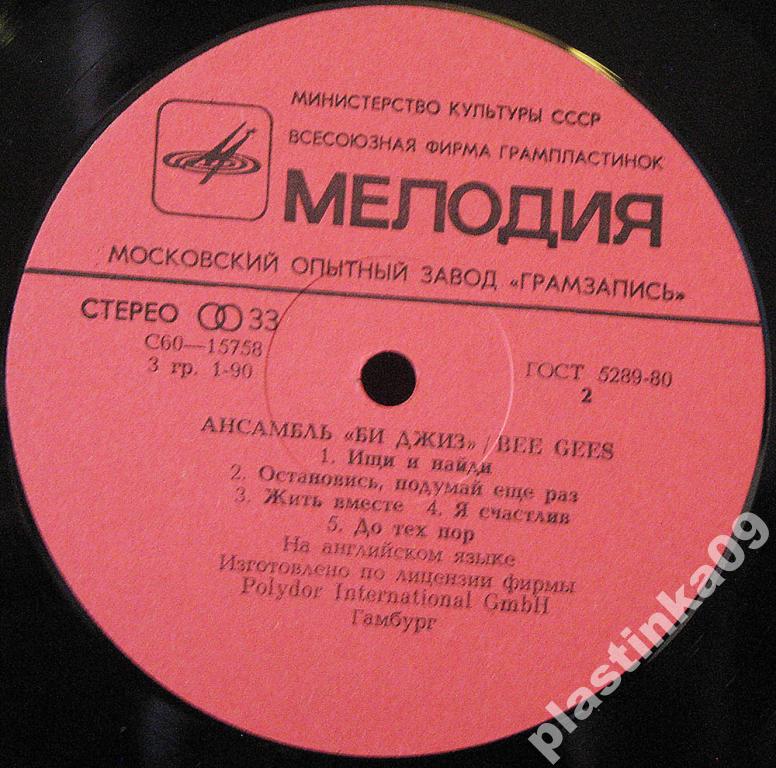 МИНИСТЕРСТВО КУЛЬТУРЫ СССР
ВСЕСОЮЗНАЯ ФИРМА ГРАМПЛАСТИНОК
МЕЛОДИЯ
МОСКОВСКИЙ ОПЫТНЫЙ ЗАВОД «ГРАМЗАПИСЬ»
СТЕРЕО 33
С60—15758
3 гр. 1-90
ГОСТ 5289-80
2
АНСАМБЛЬ «БИ ДЖИЗ» / BEE GEES
1. Ищи и найди
2. Остановись, подумай еще раз
3. Жить вместе 4. Я счастлив
5. До тех пор
На английском языке
Изготовлено по лицензии фирмы
Polydor International GmbH
Гамбург
plastinka09